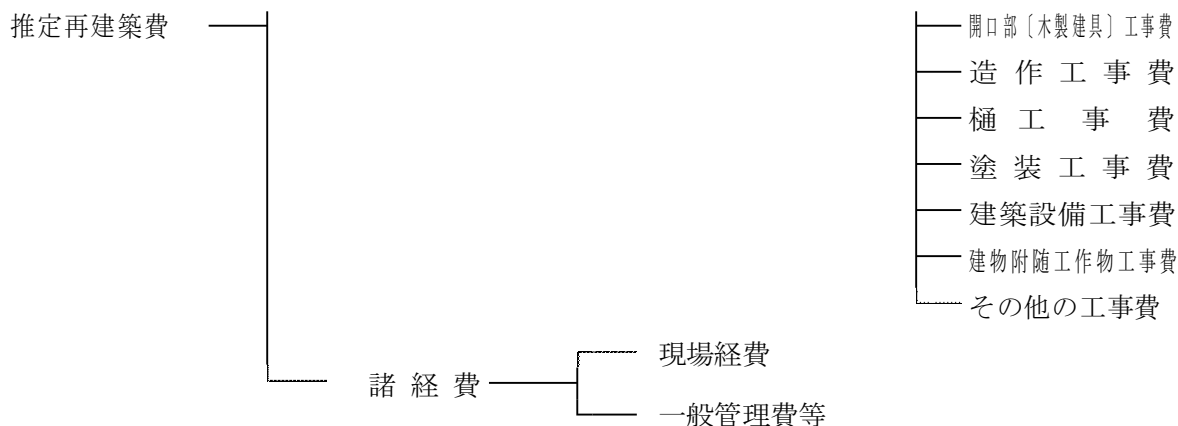 推定再建築費
開口部〔木製建具〕工事費
造作工事費
樋工事費
塗装工事費
建築設備工事費
建物附随工作物工事費
その他の工事費
現場経費
諸経費
一般管理費等